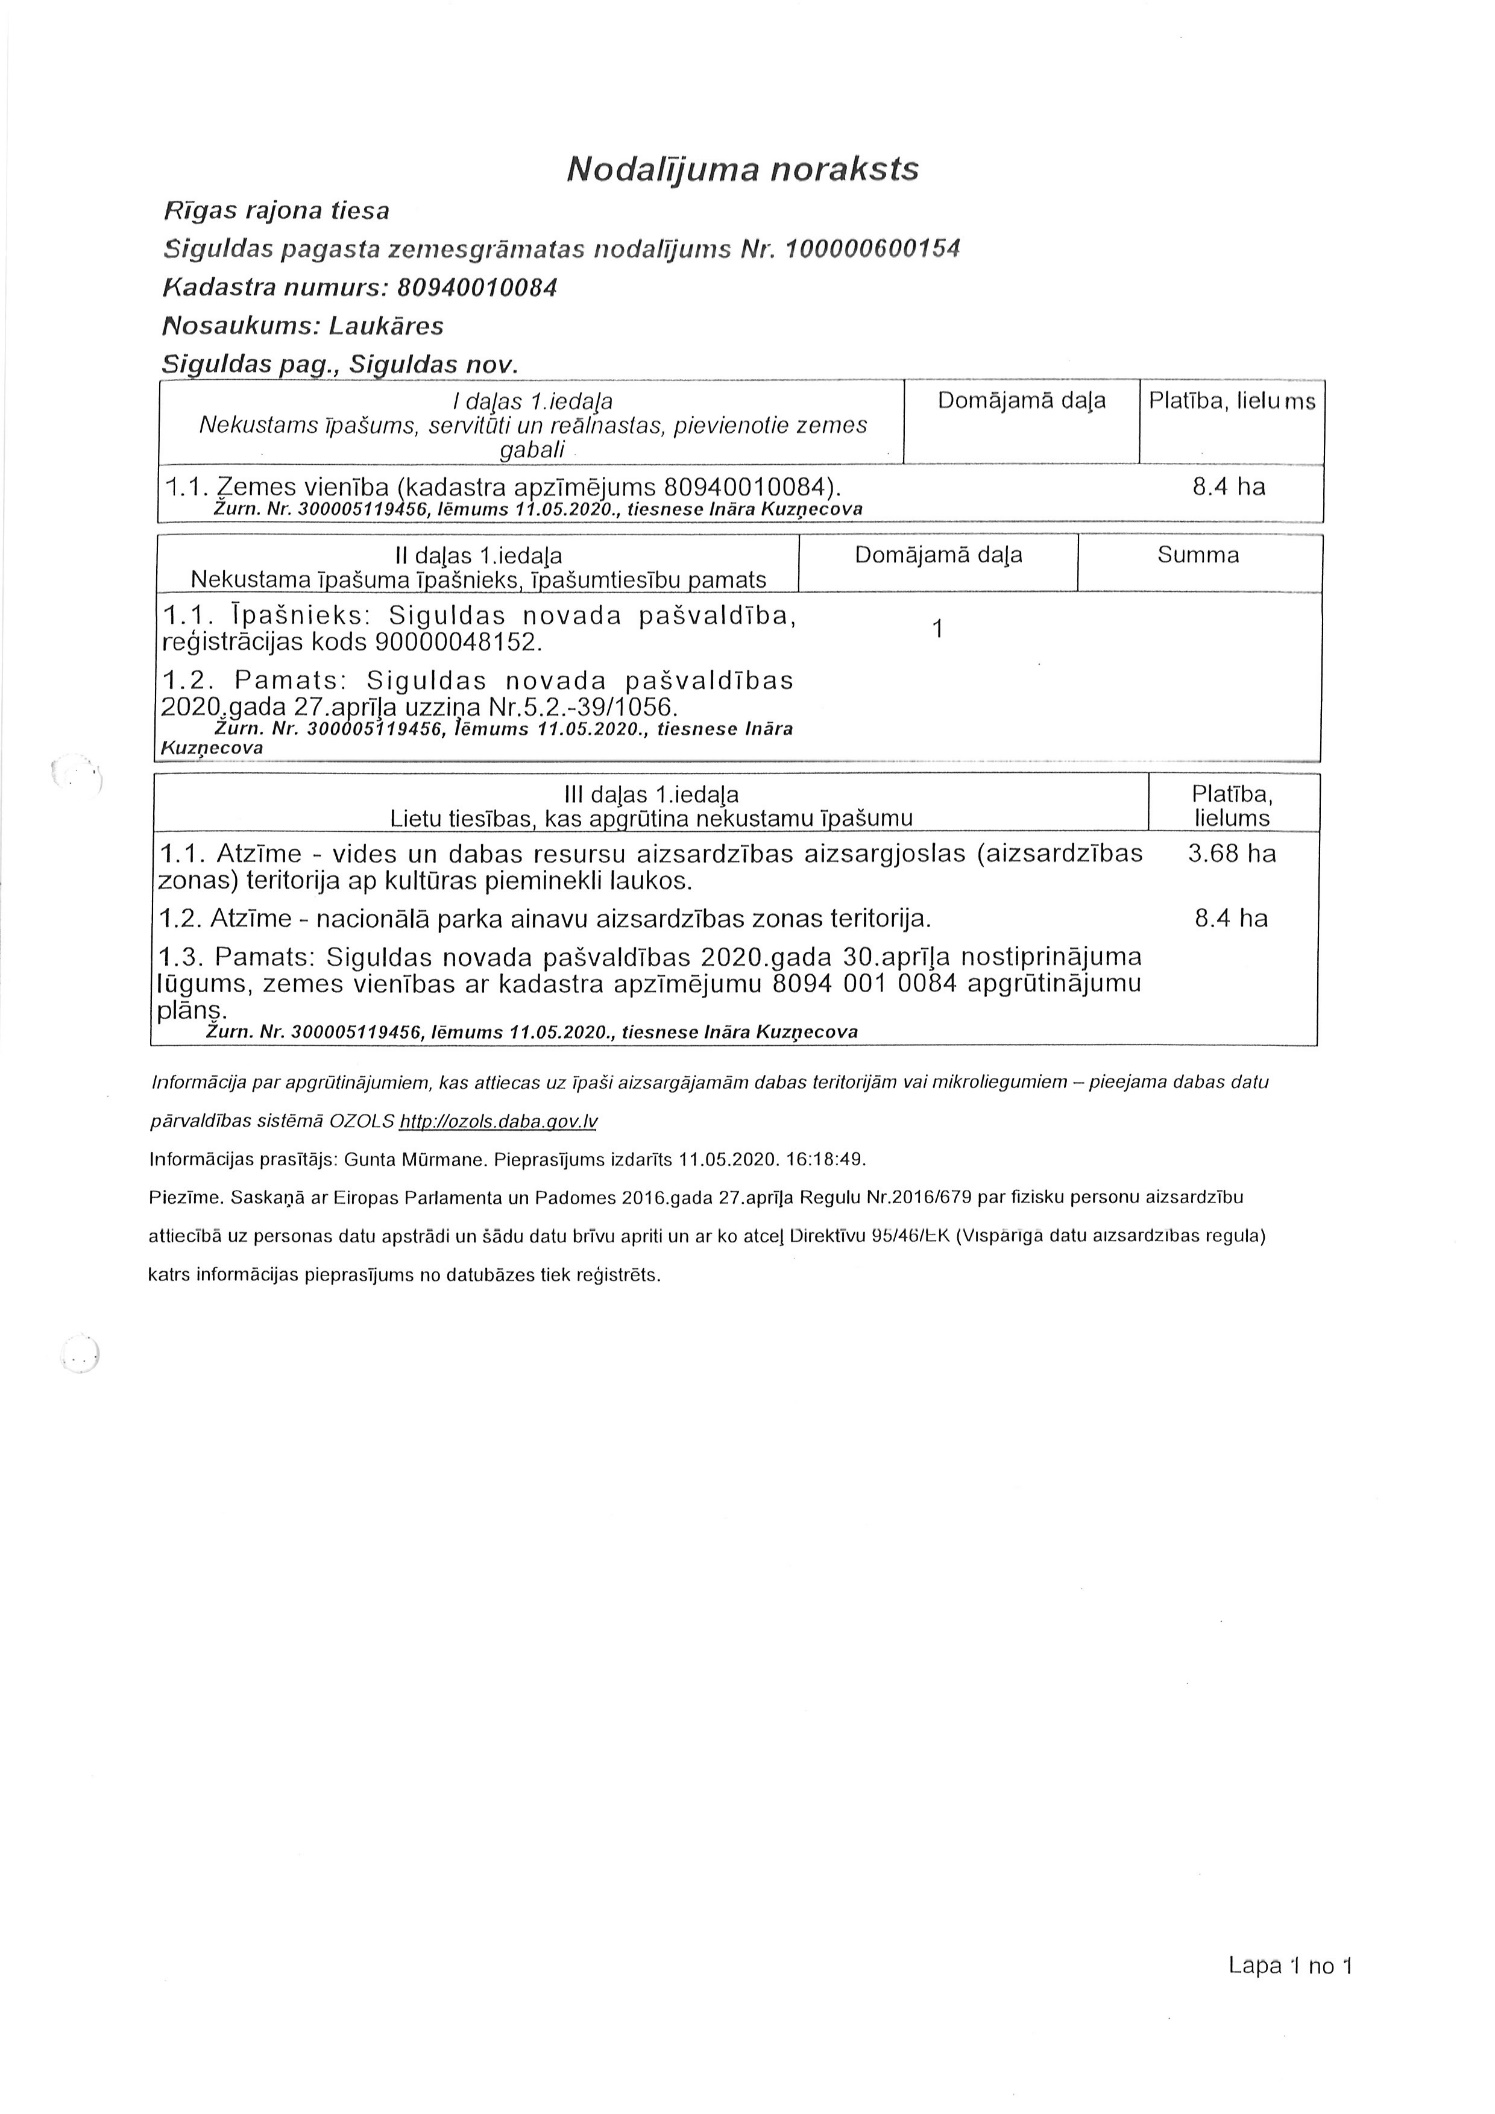 Nodalījuma noraksts
Rīgas rajona tiesa
Siguldas pagasta zemesgrāmatas nodalījums Nr. 100000600154
Kadastra numurs: 80940010084
Nosaukums: Laukāres
Siguldas pag., Siguldas nov.
I daļas 1.iedaļa
Nekustams īpašums, servitūti un reālnastas, pievienotie zemes
gabali
Domājamā daļa
Platība, lielums
1.1. Zemes vienība (kadastra apzīmējums 80940010084).
8.4 ha
Žurn. Nr. 300005119456, lēmums 11.05.2020., tiesnese Ināra Kuzņecova
II daļas 1.iedaļa
Nekustama īpašuma īpašnieks, īpašumtiesību pamats
Domājamā daļa
Summa
1.1. Īpašnieks: Siguldas novada pašvaldība,
reģistrācijas kods 90000048152.
1
1.2. Pamats: Siguldas novada pašvaldības
2020.gada 27.aprīļa uzziņa Nr.5.2.-39/1056.
Žurn. Nr. 300005119456, lēmums 11.05.2020., tiesnese Ināra
Kuzņecova
III daļas 1.iedaļa
Lietu tiesības, kas apgrūtina nekustamu īpašumu
Platība,
lielums
1.1. Atzīme - vides un dabas resursu aizsardzības aizsargjoslas (aizsardzības
zonas) teritorija ap kultūras pieminekli laukos.
3.68 ha
1.2. Atzīme - nacionālā parka ainavu aizsardzības zonas teritorija.
8.4 ha
1.3. Pamats: Siguldas novada pašvaldības 2020.gada 30.aprīļa nostiprinājuma
lūgums, zemes vienības ar kadastra apzīmējumu 8094 001 0084 apgrūtinājumu
plāns.
Žurn. Nr. 300005119456, lēmums 11.05.2020., tiesnese Ināra Kuzņecova
Informācija par apgrūtinājumiem, kas attiecas uz īpaši aizsargājamām dabas teritorijām vai mikroliegumiem – pieejama dabas datu
pārvaldības sistēmā OZOLS http://ozols.daba.gov.lv
Informācijas prasītājs: Gunta Mūrmane. Pieprasījums izdarīts 11.05.2020. 16:18:49.
Piezīme. Saskaņā ar Eiropas Parlamenta un Padomes 2016.gada 27.aprīļa Regulu Nr.2016/679 par fizisku personu aizsardzību
attiecībā uz personas datu apstrādi un šādu datu brīvu apriti un ar ko atceļ Direktīvu 95/46/EK (Vispārīgā datu aizsardzības regula)
katrs informācijas pieprasījums no datubāzes tiek reģistrēts.
Lapa 1 no 1